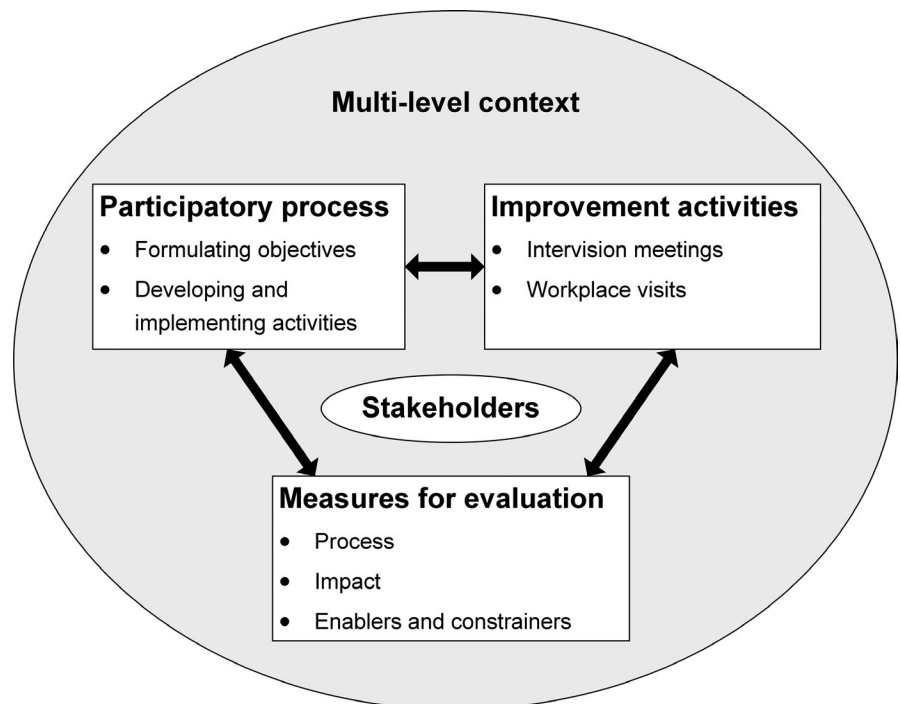 Multi-level context
Participatory process
• Formulating objectives
• Developing and
implementing activities
Improvement activities
• Intervision meetings
• Workplace visits
Stakeholders
Measures for evaluation
• Process
• Impact
• Enablers and constrainers